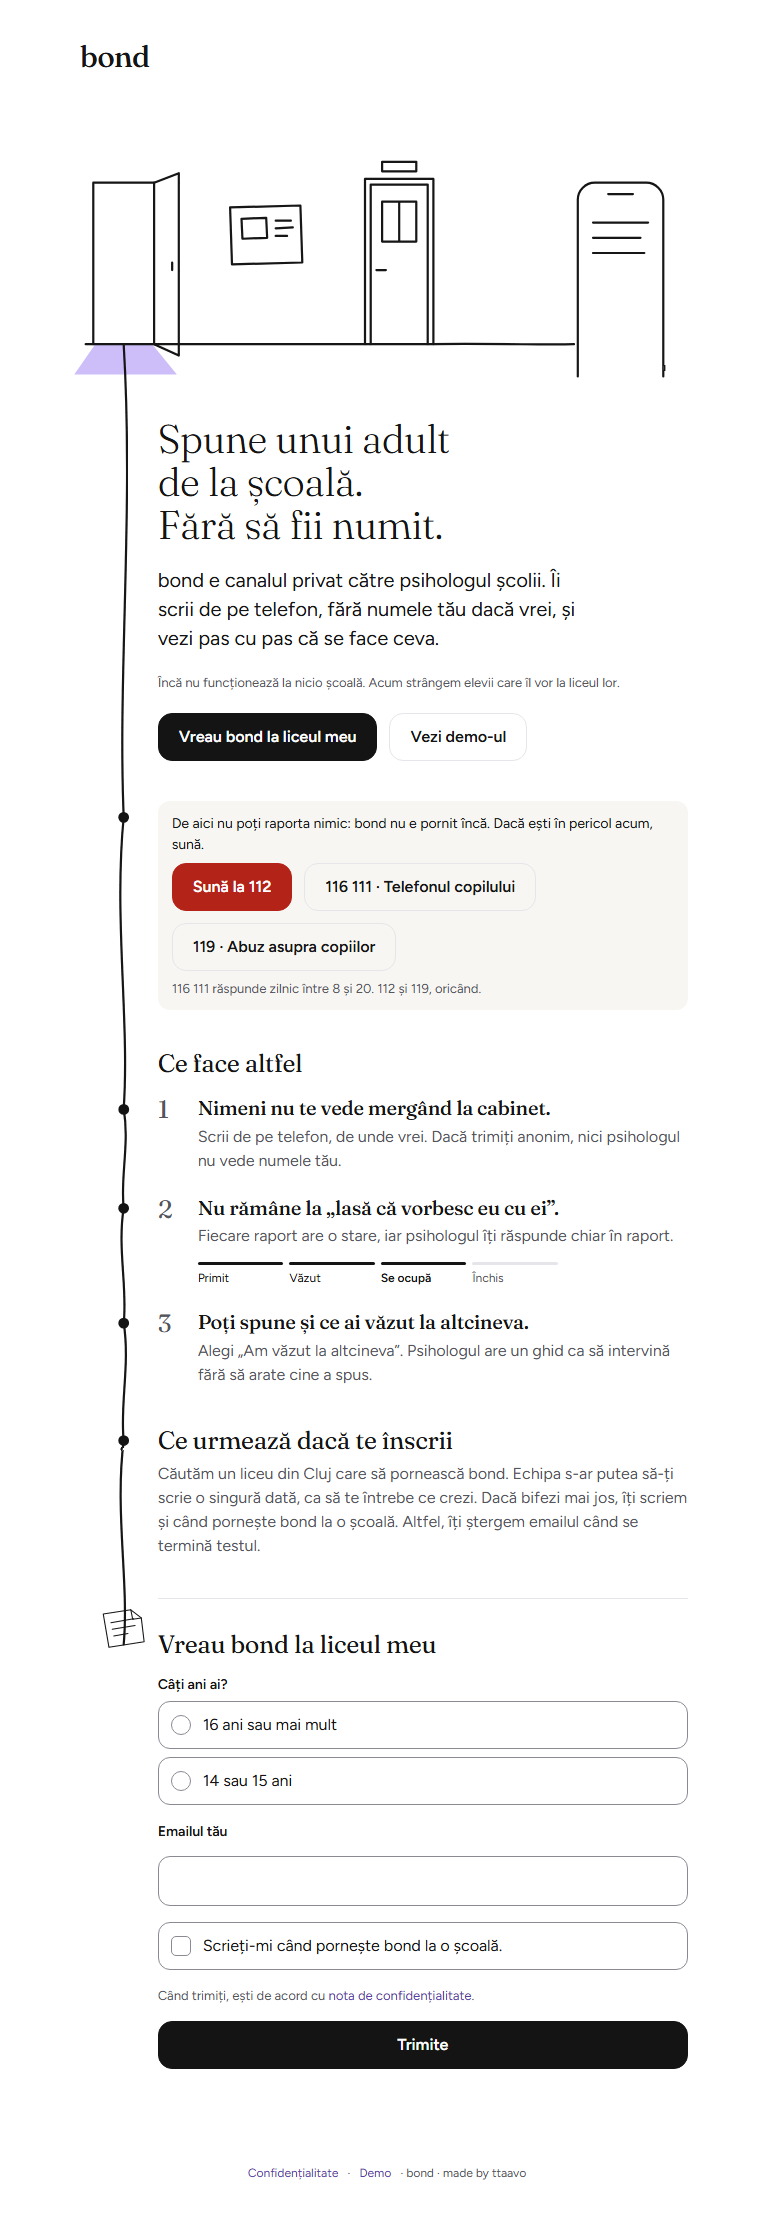 bond
Spune unui adult
de la școală.
Fără să fii numit.
bond e canalul privat către psihologul școlii. Îi
scrii de pe telefon, fără numele tău dacă vrei, și
vezi pas cu pas că se face ceva.
Încă nu funcționează la nicio școală. Acum strângem elevii care îl vor la liceul lor.
Vreau bond la liceul meu
Vezi demo-ul
De aici nu poți raporta nimic: bond nu e pornit încă. Dacă ești în pericol acum,
sună.
Sună la 112
116 111 · Telefonul copilului
119 · Abuz asupra copiilor
116 111 răspunde zilnic între 8 și 20. 112 și 119, oricând.
Ce face altfel
1 Nimeni nu te vede mergând la cabinet.
Scrii de pe telefon, de unde vrei. Dacă trimiți anonim, nici psihologul
nu vede numele tău.
2 Nu rămâne la „lasă că vorbesc eu cu ei”.
Fiecare raport are o stare, iar psihologul îți răspunde chiar în raport.
Primit Văzut Se ocupă Închis
3 Poți spune și ce ai văzut la altcineva.
Alegi „Am văzut la altcineva”. Psihologul are un ghid ca să intervină
fără să arate cine a spus.
Ce urmează dacă te înscrii
Căutăm un liceu din Cluj care să pornească bond. Echipa s-ar putea să-ți
scrie o singură dată, ca să te întrebe ce crezi. Dacă bifezi mai jos, îți scriem
și când pornește bond la o școală. Altfel, îți ștergem emailul când se
termină testul.
Vreau bond la liceul meu
Câți ani ai?
16 ani sau mai mult
14 sau 15 ani
Emailul tău
Scrieți-mi când pornește bond la o școală.
Când trimiți, ești de acord cu nota de confidențialitate.
Trimite
Confidențialitate · Demo · bond · made by ttaavo